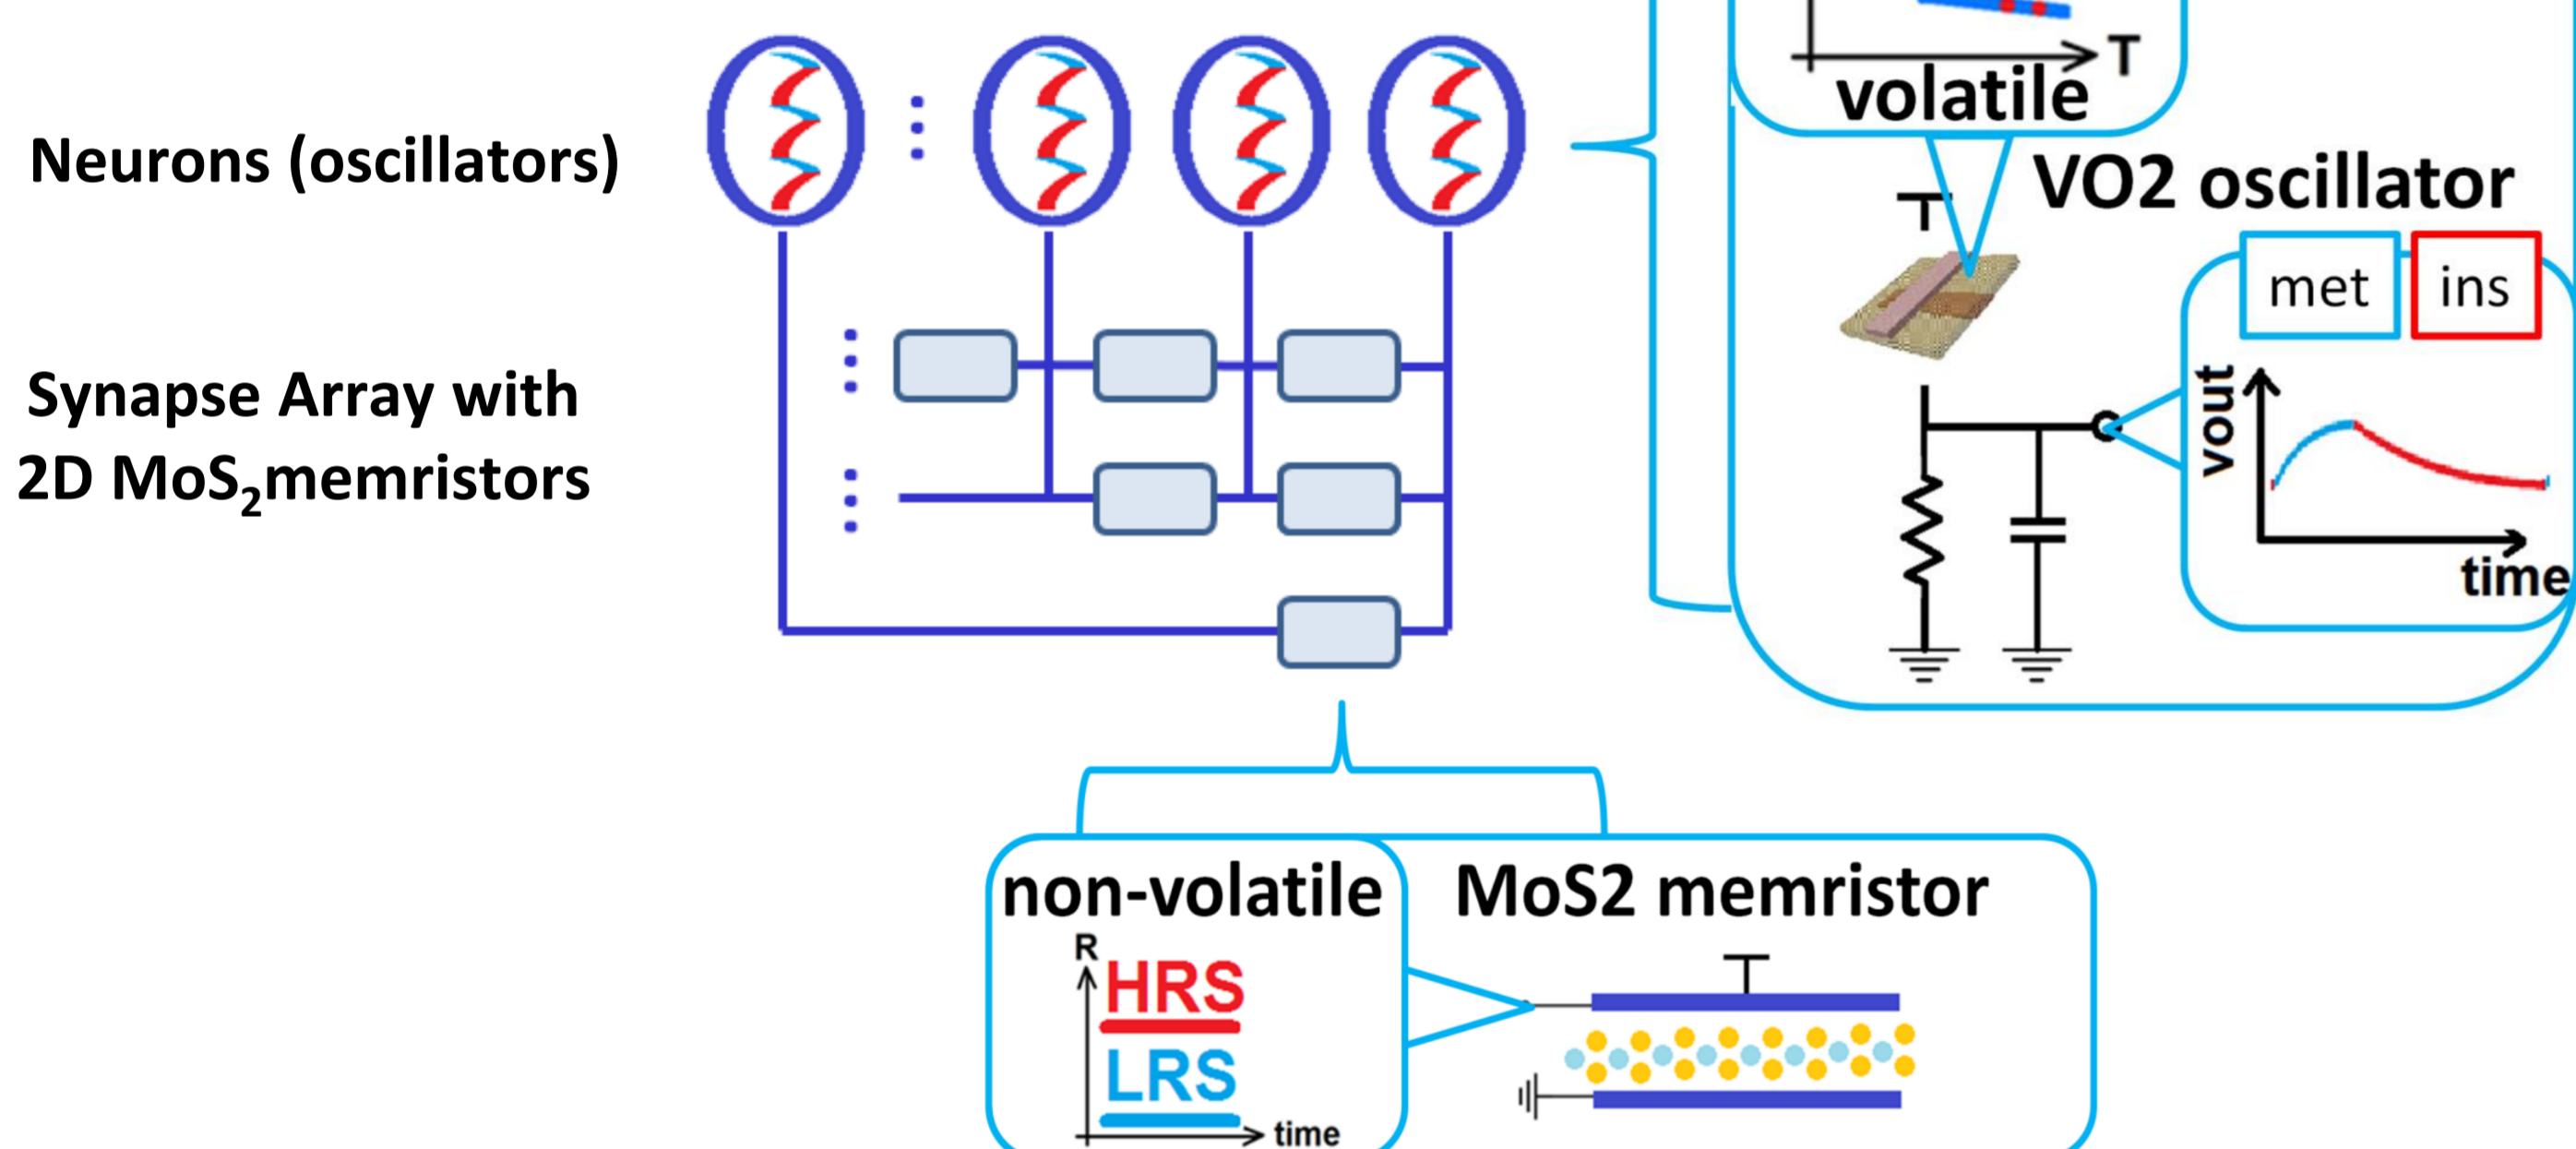 T
volatile
VO2 oscillator
Neurons (oscillators)
met
ins
Synapse Array with
2D MoS₂memristors
vout
time
non-volatile
MoS2 memristor
R
HRS
LRS
time